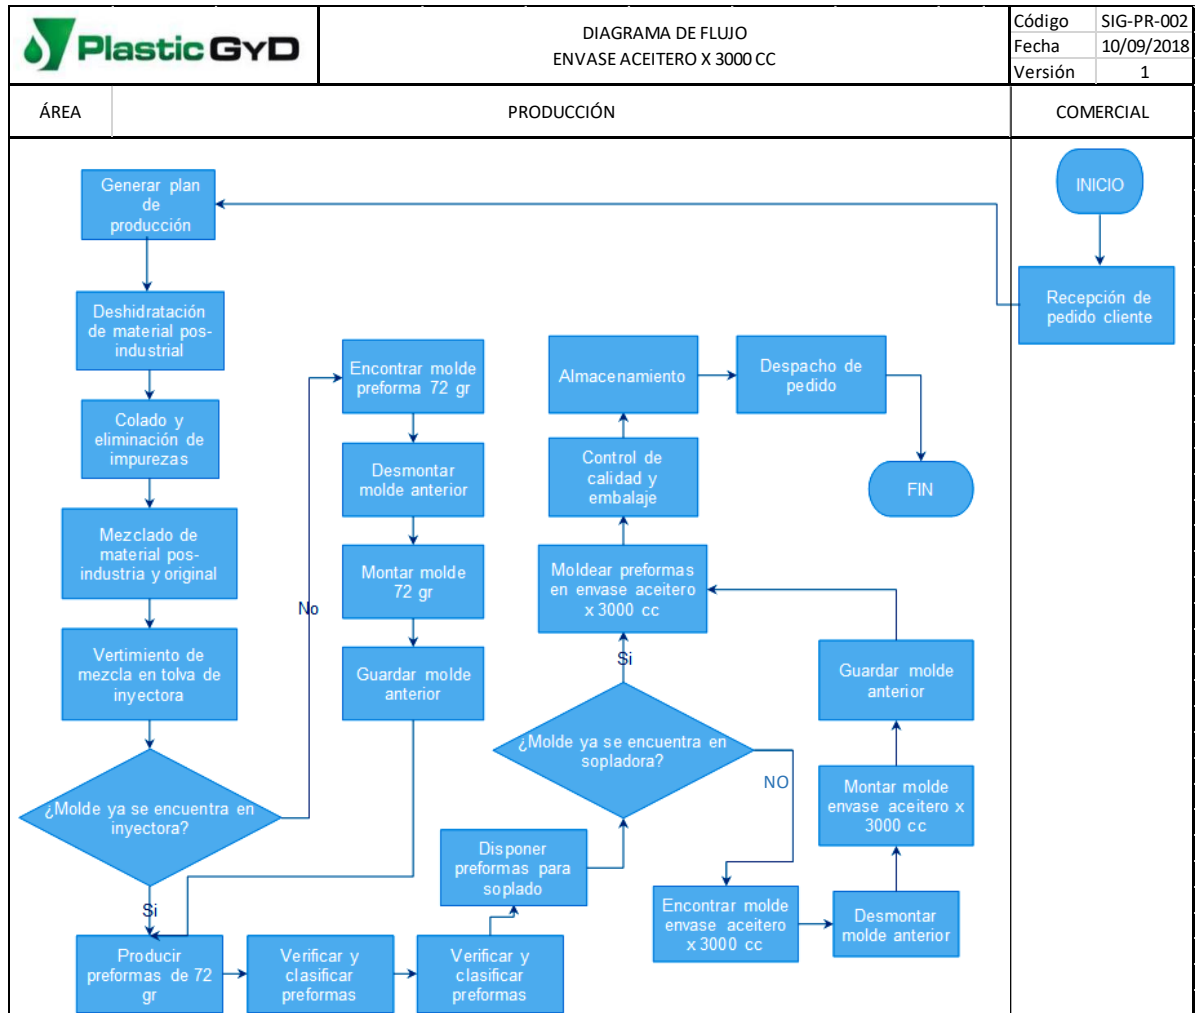 Plastic GYD
DIAGRAMA DE FLUJO
ENVASE ACEITERO X 3000 CC
Código SIG-PR-002
Fecha 10/09/2018
Versión 1
ÁREA
PRODUCCIÓN
COMERCIAL
INICIO
Recepción de
pedido cliente
Generar plan
de
producción
Deshidratación
de material pos-
industrial
Colado y
eliminación de
impurezas
Mezclado de
material pos-
industria y original
Vertimiento de
mezcla en tolva de
inyectora
¿Molde ya se encuentra en
inyectora?
No
Si
Encontrar molde
preforma 72 gr
Desmontar
molde anterior
Montar molde
72 gr
Guardar molde
anterior
Producir
preformas de 72
gr
Verificar y
clasificar
preformas
Verificar y
clasificar
preformas
Disponer
preformas para
soplado
¿Molde ya se encuentra en
sopladora?
Si
NO
Encontrar molde
envase aceitero
x 3000 cc
Desmontar
molde anterior
Montar molde
envase aceitero x
3000 cc
Guardar molde
anterior
Moldear preformas
en envase aceitero
x 3000 cc
Control de
calidad y
embalaje
Almacenamiento
Despacho de
pedido
FIN